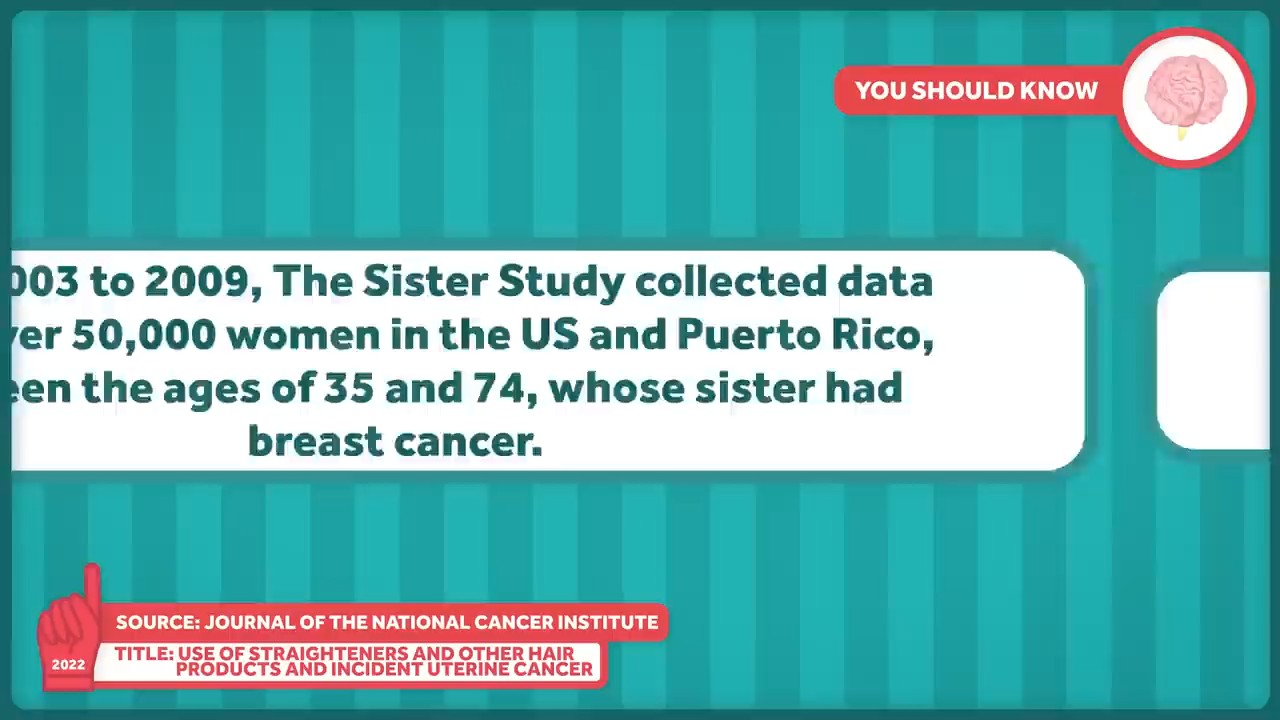 YOU SHOULD KNOW
003 to 2009, The Sister Study collected data
50,000 women in the US and Puerto Rico,
the ages of 35 and 74, whose sister had
breast cancer.
SOURCE: JOURNAL OF THE NATIONAL CANCER INSTITUTE
2022
TITLE: USE OF STRAIGHTENERS AND OTHER HAIR
PRODUCTS AND INCIDENT UTERINE CANCER